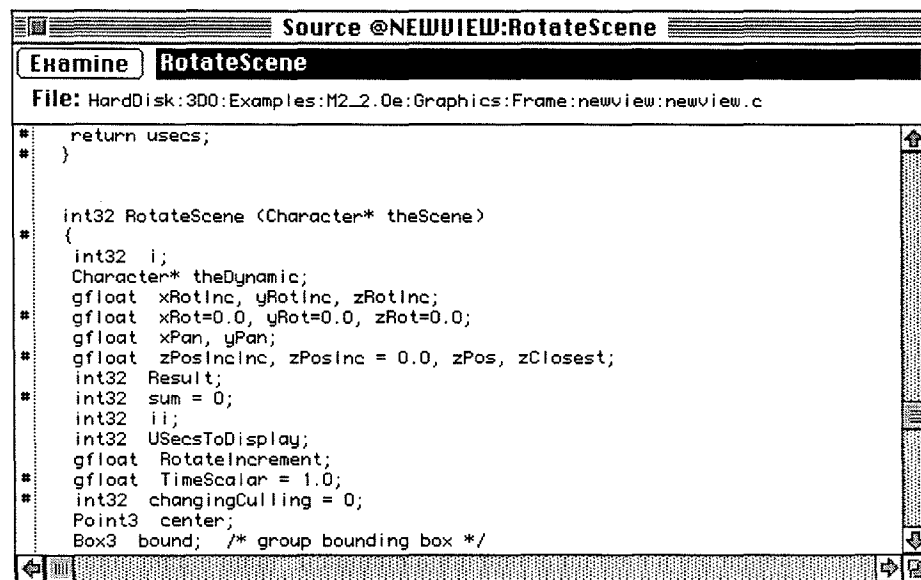 Source @NEWVIEW:RotateScene
Examine RotateScene
File: HardDisk:3DO:Examples:M2_2.0e:Graphics:Frame:newview:newview.c
# return usecs;
# }
int32 RotateScene (Character* theScene)
# {
int32 i;
Character* theDynamic;
gfloat xRotInc, yRotInc, zRotInc;
# gfloat xRot=0.0, yRot=0.0, zRot=0.0;
gfloat xPan, yPan;
# gfloat zPosIncInc, zPosInc = 0.0, zPos, zClosest;
int32 Result;
# int32 sum = 0;
int32 ii;
int32 USecsToDisplay;
gfloat RotateIncrement;
# gfloat TimeScalar = 1.0;
# int32 changingCulling = 0;
Point3 center;
Box3 bound; /* group bounding box */